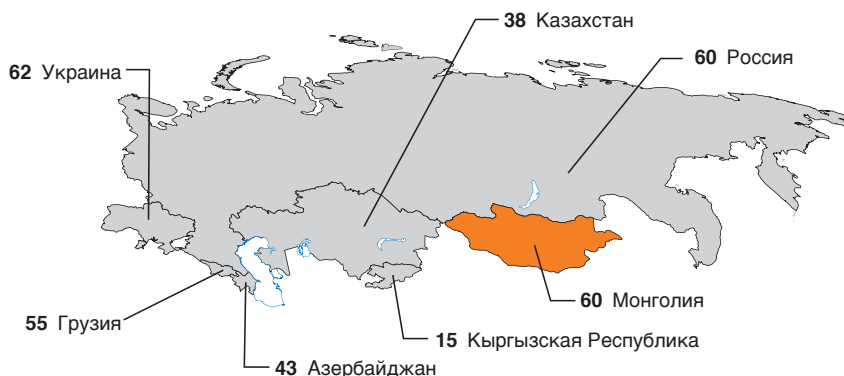 38 Казахстан
60 Россия
62 Украина
60 Монголия
55 Грузия
15 Кыргызская Республика
43 Азербайджан